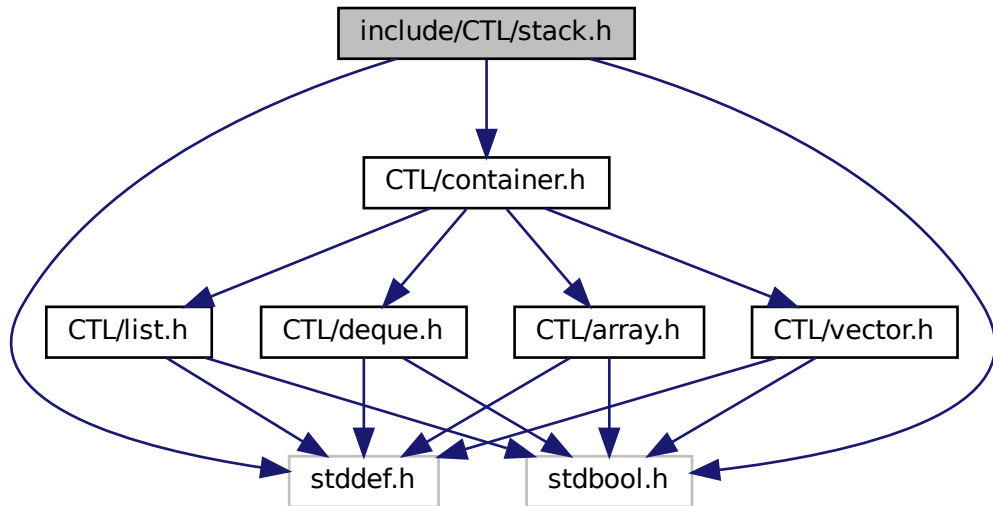 include/CTL/stack.h
CTL/container.h
CTL/list.h
CTL/deque.h
CTL/array.h
CTL/vector.h
stddef.h
stdbool.h